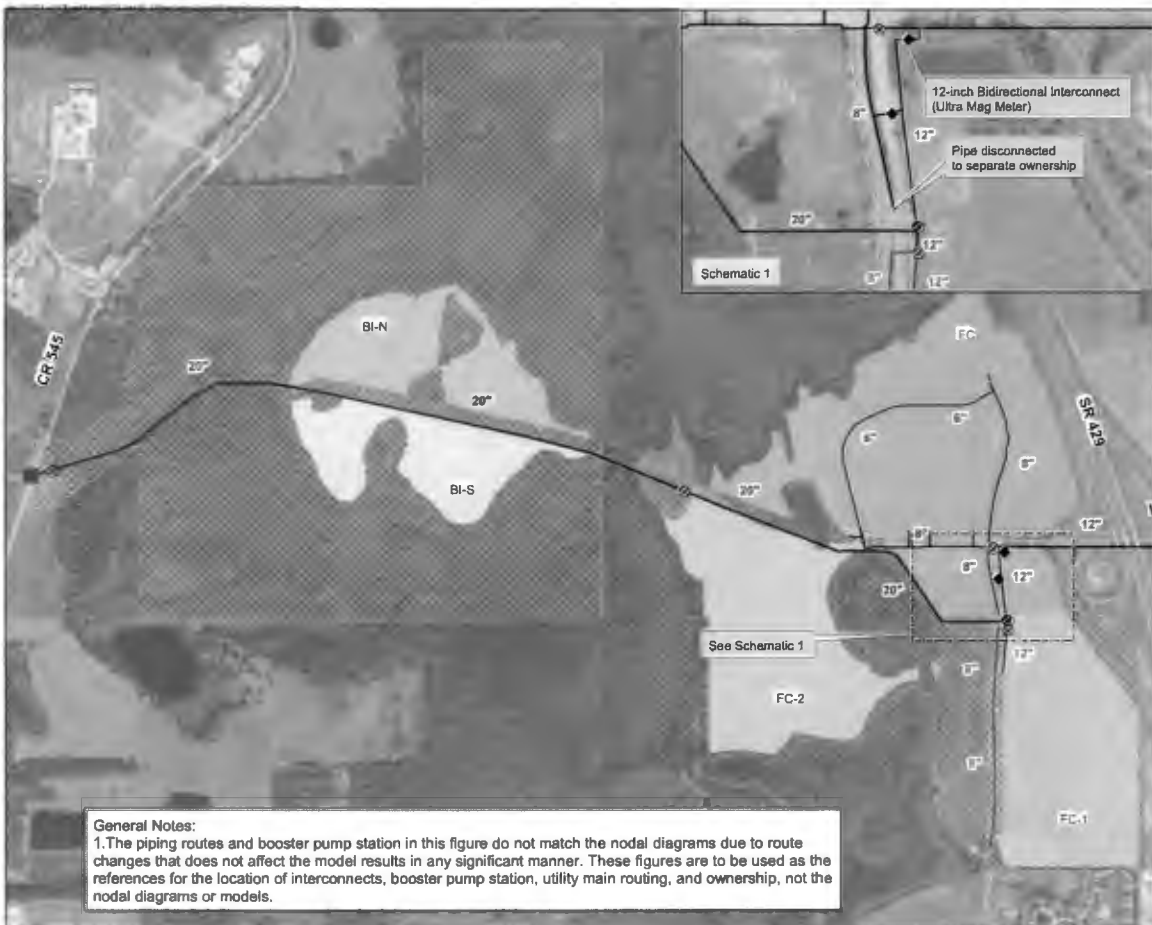 12-inch Bidirectional Interconnect
(Ultra Mag Meter)
8"
12"
Pipe disconnected
to separate ownership
20"
12"
Schematic 1
8"
12"
BI-N
FC
CR 545
20"
20"
SR 429
6"
6"
8"
BI-S
20"
12"
8"
8"
12"
20"
See Schematic 1
12"
8"
FC-2
8"
FC-1
General Notes:
1.The piping routes and booster pump station in this figure do not match the nodal diagrams due to route
changes that does not affect the model results in any significant manner. These figures are to be used as the
references for the location of interconnects, booster pump station, utility main routing, and ownership, not the
nodal diagrams or models.